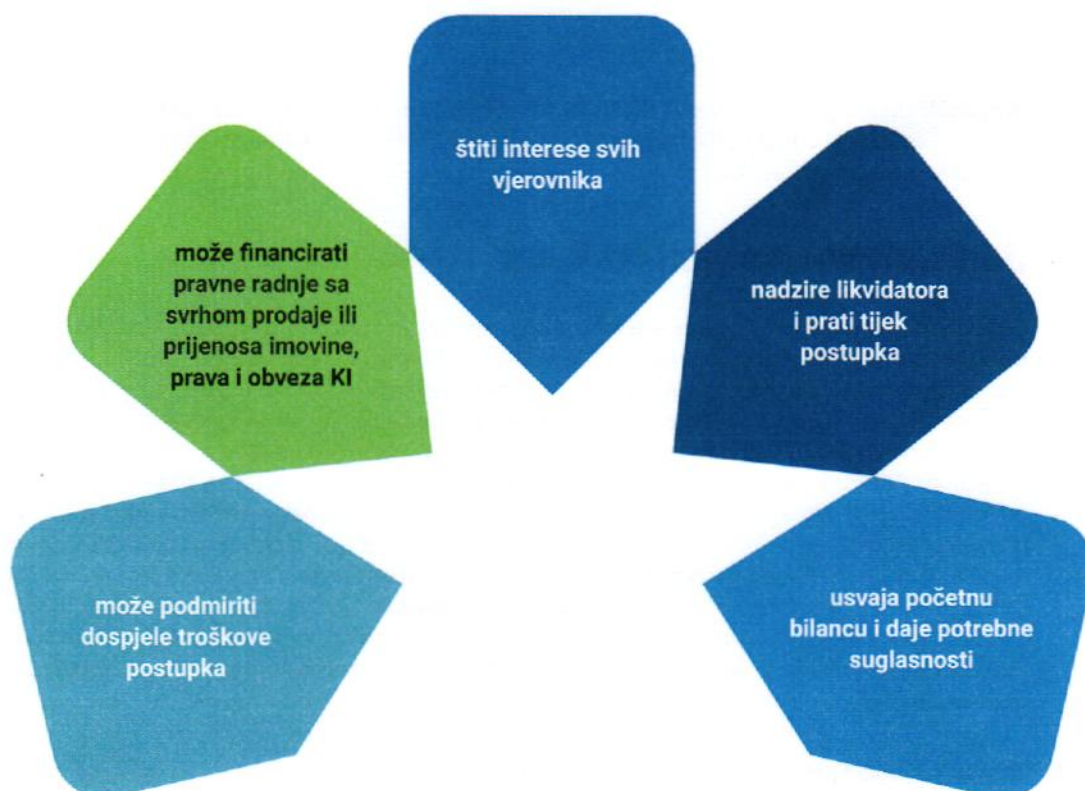 štiti interese svih
vjerovnika
može financirati
pravne radnje sa
svrhom prodaje ili
prijenosa imovine,
prava i obveza KI
nadzire likvidatora
i prati tijek
postupka
može podmiriti
dospjele troškove
postupka
usvaja početnu
bilancu i daje potrebne
suglasnosti